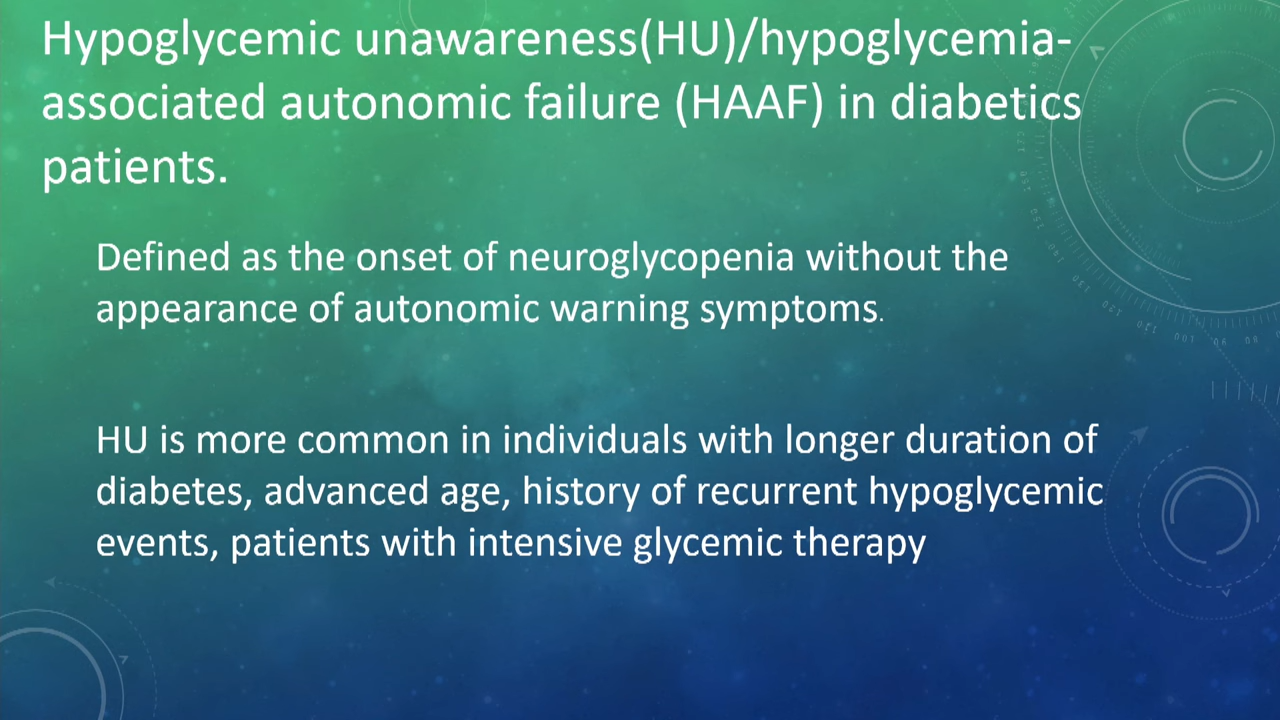 Hypoglycemic unawareness(HU)/hypoglycemia-
associated autonomic failure (HAAF) in diabetics
patients.
Defined as the onset of neuroglycopenia without the
appearance of autonomic warning symptoms.
HU is more common in individuals with longer duration of
diabetes, advanced age, history of recurrent hypoglycemic
events, patients with intensive glycemic therapy